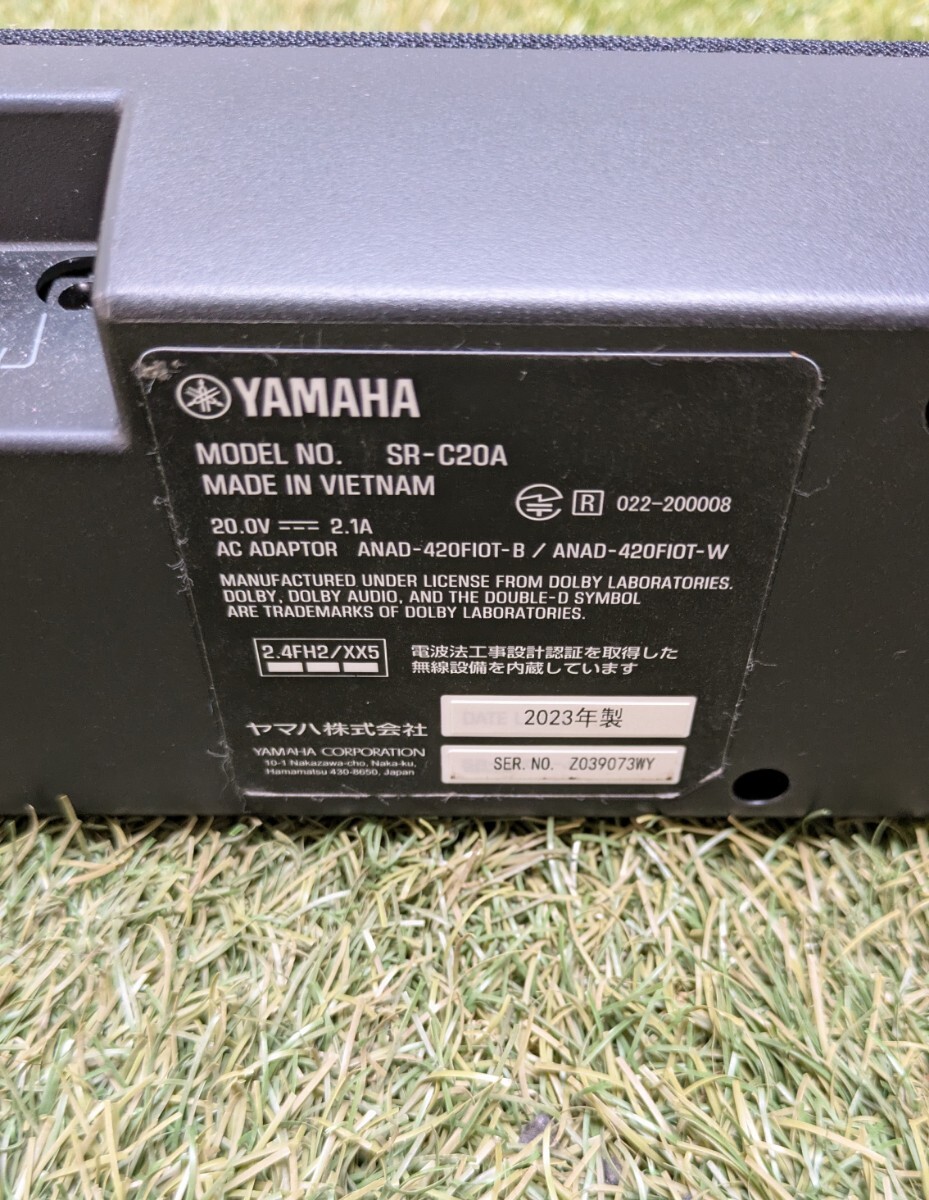 YAMAHA
MODEL NO. SR-C20A
MADE IN VIETNAM
R 022-200008
20.0V 2.1A
AC ADAPTOR ANAD-420FIOT-B / ANAD-420FIOT-W
MANUFACTURED UNDER LICENSE FROM DOLBY LABORATORIES.
DOLBY, DOLBY AUDIO, AND THE DOUBLE-D SYMBOL
ARE TRADEMARKS OF DOLBY LABORATORIES.
2.4FH2/XX5
電波法工事設計認証を取得した
無線設備を内蔵しています
ヤマハ株式会社
YAMAHA CORPORATION
10-1 Nakazawa-cho, Naka-ku,
Hamamatsu 430-8650, Japan
2023年製
SER. NO. Z039073WY